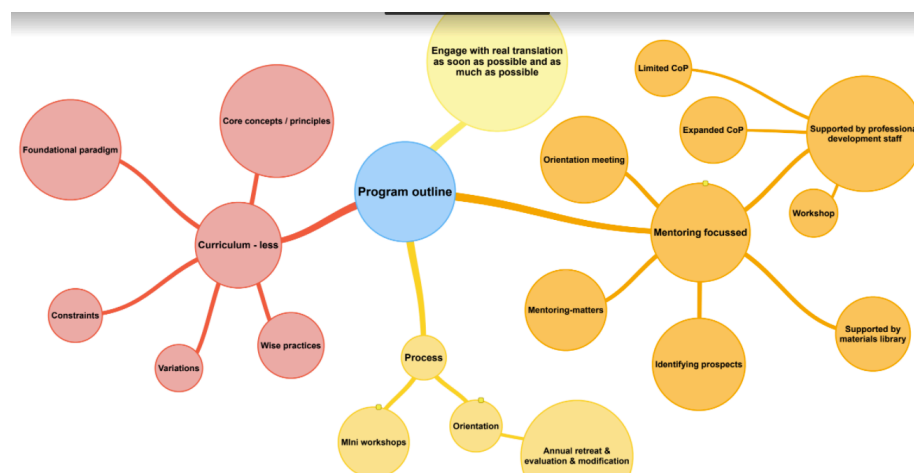 Engage with real translation
as soon as possible and as
much as possible
Limited CoP
Core concepts / principles
Expanded CoP
Supported by professiona
development staff
Foundational paradigm
Orientation meeting
Program outline
Workshop
Mentoring focussed
Curriculum - less
Constraints
Mentoring-matters
Supported by
materials library
Wise practices
Process
Variations
Identifying prospects
MIni workshops
Orientation
Annual retreat &
evaluation & modification